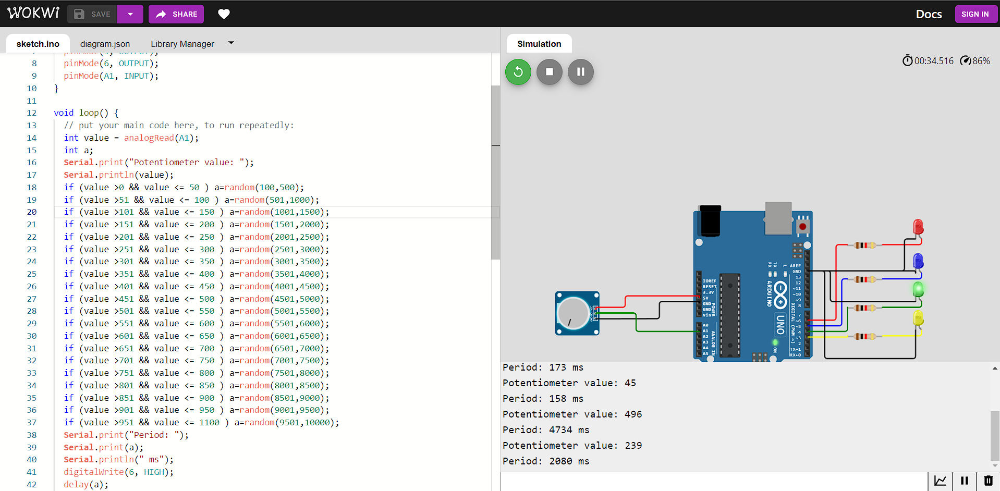 WOKWI SAVE SHARE Docs SIGN IN
sketch.ino diagram.json Library Manager
Simulation
00:34.516 86%
7 pinMode(5, OUTPUT);
8 pinMode(6, OUTPUT);
9 pinMode(A1, INPUT);
10 }
11
12 void loop() {
13 // put your main code here, to run repeatedly:
14 int value = analogRead(A1);
15 int a;
16 Serial.print("Potentiometer value: ");
17 Serial.println(value);
18 if (value >0 && value <= 50 ) a=random(100,500);
19 if (value >51 && value <= 100 ) a=random(501,1000);
20 if (value >101 && value <= 150 ) a=random(1001,1500);
21 if (value >151 && value <= 200 ) a=random(1501,2000);
22 if (value >201 && value <= 250 ) a=random(2001,2500);
23 if (value >251 && value <= 300 ) a=random(2501,3000);
24 if (value >301 && value <= 350 ) a=random(3001,3500);
25 if (value >351 && value <= 400 ) a=random(3501,4000);
26 if (value >401 && value <= 450 ) a=random(4001,4500);
27 if (value >451 && value <= 500 ) a=random(4501,5000);
28 if (value >501 && value <= 550 ) a=random(5001,5500);
29 if (value >551 && value <= 600 ) a=random(5501,6000);
30 if (value >601 && value <= 650 ) a=random(6001,6500);
31 if (value >651 && value <= 700 ) a=random(6501,7000);
32 if (value >701 && value <= 750 ) a=random(7001,7500);
33 if (value >751 && value <= 800 ) a=random(7501,8000);
34 if (value >801 && value <= 850 ) a=random(8001,8500);
35 if (value >851 && value <= 900 ) a=random(8501,9000);
36 if (value >901 && value <= 950 ) a=random(9001,9500);
37 if (value >951 && value <= 1100 ) a=random(9501,10000);
38 Serial.print("Period: ");
39 Serial.print(a);
40 Serial.println(" ms");
41 digitalWrite(6, HIGH);
42 delay(a);
RX TX L
ARDUINO
UNO
ON
IOREF
RESET
3.3V
5V
GND
GND
Vin
POWER
A0
A1
A2
A3
A4
A5
ANALOG IN
AREF
GND
13
12
~11
~10
~9
8
7
~6
~5
4
~3
2
TX→1
RX←0
DIGITAL (PWM ~)
Period: 173 ms
Potentiometer value: 45
Period: 158 ms
Potentiometer value: 496
Period: 4734 ms
Potentiometer value: 239
Period: 2080 ms